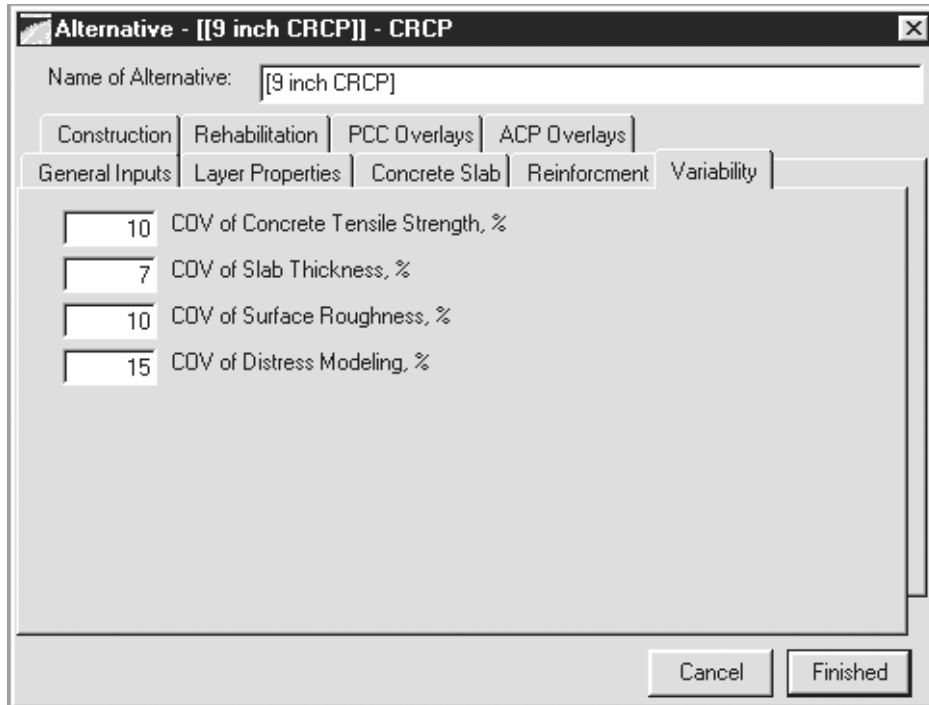 Alternative - [[9 inch CRCP]] - CRCP
Name of Alternative: [9 inch CRCP]
Construction Rehabilitation PCC Overlays ACP Overlays
General Inputs Layer Properties Concrete Slab Reinforcment Variability
10 COV of Concrete Tensile Strength, %
7 COV of Slab Thickness, %
10 COV of Surface Roughness, %
15 COV of Distress Modeling, %
Cancel Finished